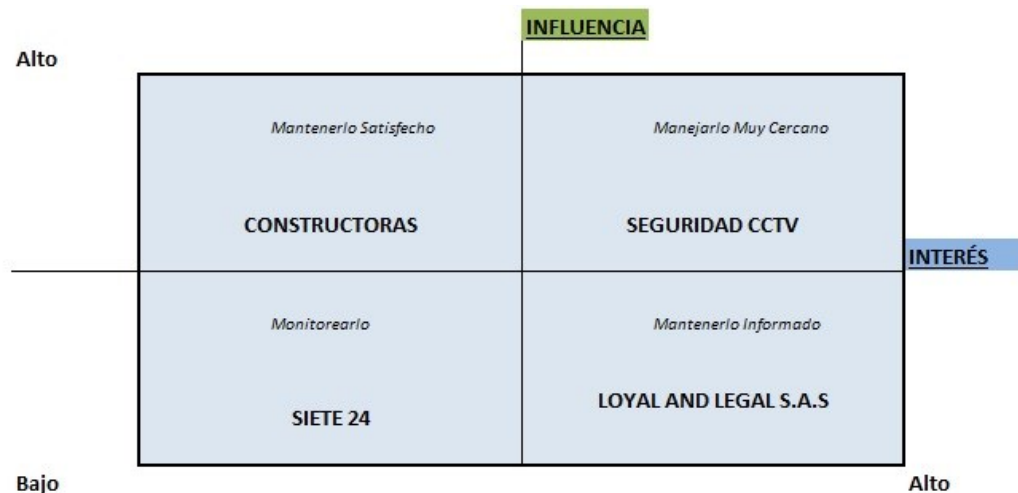 INFLUENCIA
Alto
Mantenerlo Satisfecho
Manejarlo Muy Cercano
CONSTRUCTORAS
SEGURIDAD CCTV
INTERÉS
Monitorearlo
Mantenerlo Informado
SIETE 24
LOYAL AND LEGAL S.A.S
Bajo
Alto